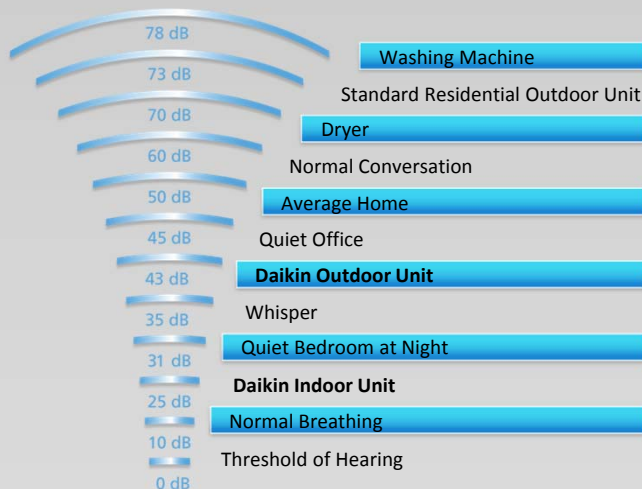 78 dB
Washing Machine
73 dB
Standard Residential Outdoor Unit
70 dB
Dryer
60 dB
Normal Conversation
50 dB
Average Home
45 dB
Quiet Office
43 dB
Daikin Outdoor Unit
35 dB
Whisper
31 dB
Quiet Bedroom at Night
25 dB
Daikin Indoor Unit
10 dB
Normal Breathing
0 dB
Threshold of Hearing